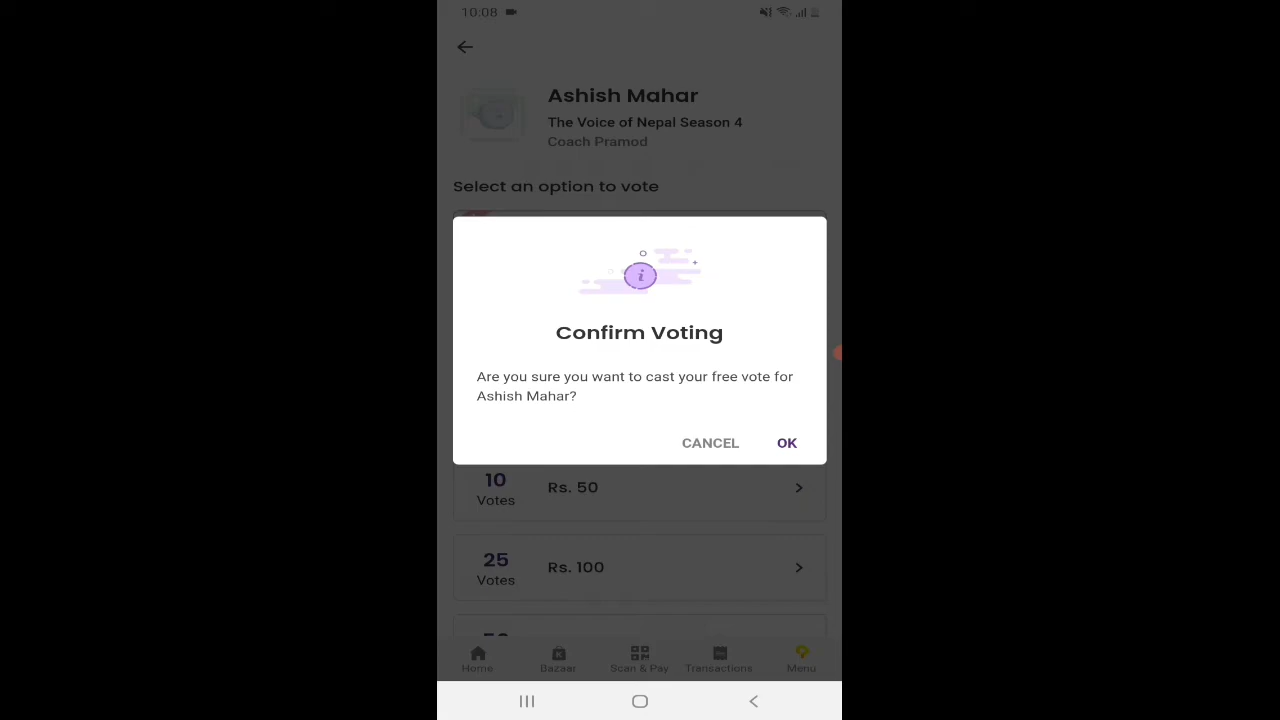 10:08
Ashish Mahar
The Voice of Nepal Season 4
Coach Pramod
Select an option to vote
i
Confirm Voting
Are you sure you want to cast your free vote for
Ashish Mahar?
CANCEL OK
10
Votes
Rs. 50
25
Votes
Rs. 100
Home Bazaar Scan & Pay Transactions Menu